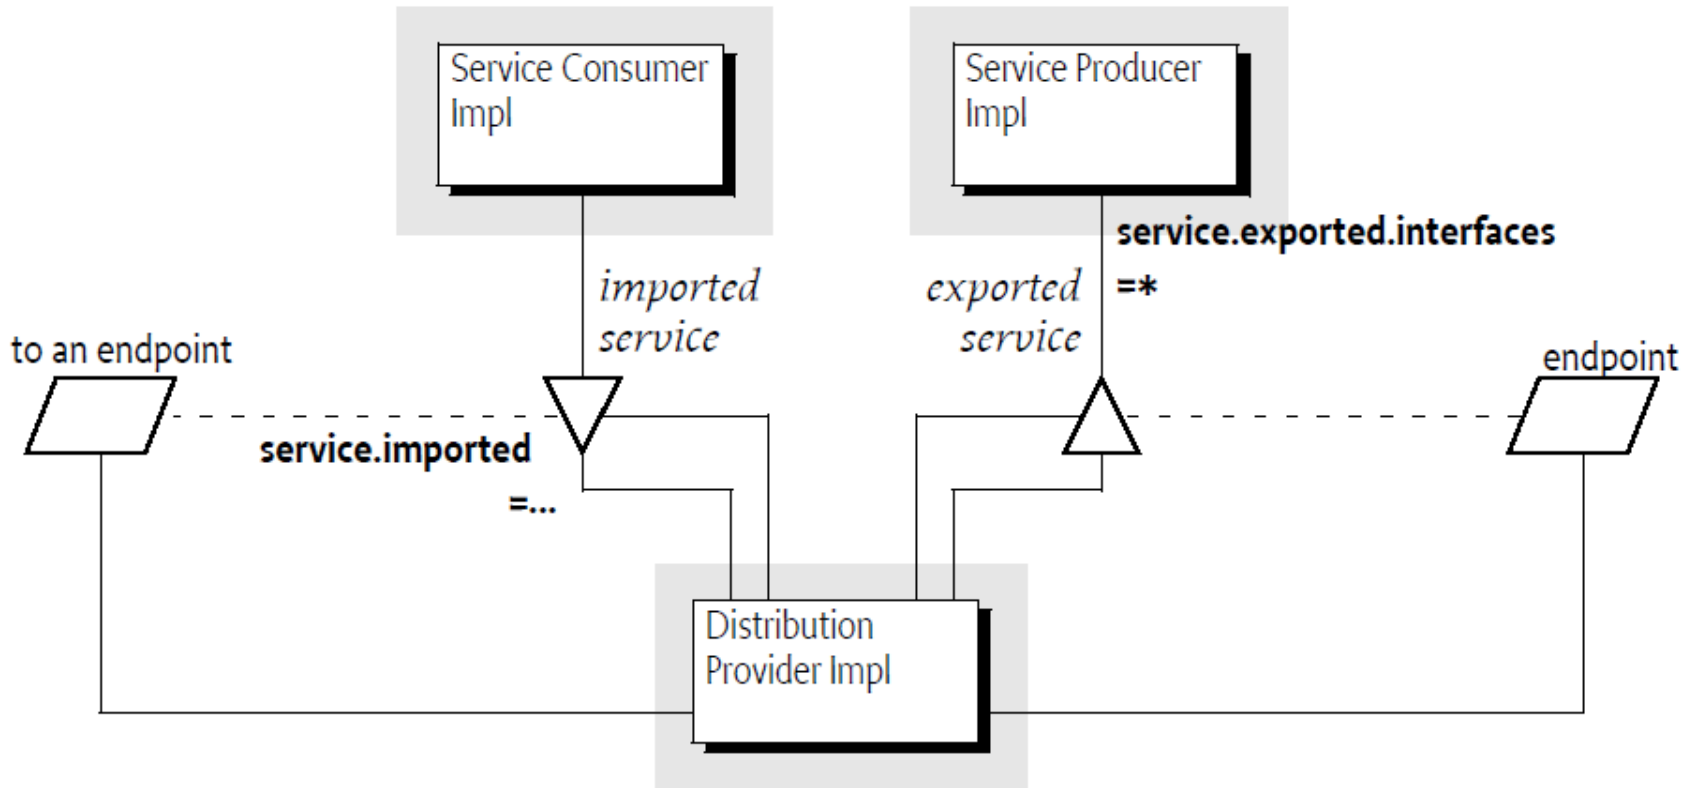 Service Consumer
Impl
Service Producer
Impl
service.exported.interfaces
=*
imported
service
exported
service
to an endpoint
endpoint
service.imported
=...
Distribution
Provider Impl